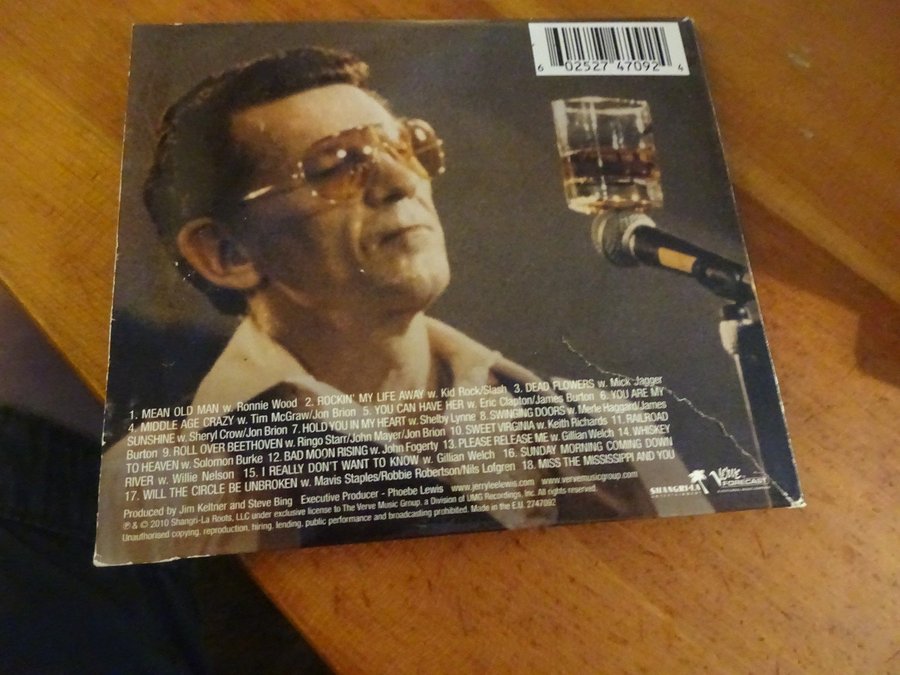 6 02527 47092 4
1. MEAN OLD MAN w. Ronnie Wood 2. ROCKIN' MY LIFE AWAY w. Kid Rock/Slash 3. DEAD FLOWERS w. Mick Jagger
4. MIDDLE AGE CRAZY w. Tim McGraw/Jon Brion 5. YOU CAN HAVE HER w. Eric Clapton/James Burton 6. YOU ARE MY
SUNSHINE w. Sheryl Crow/Jon Brion 7. HOLD YOU IN MY HEART w. Shelby Lynne 8. SWINGING DOORS w. Merle Haggard/James
Burton 9. ROLL OVER BEETHOVEN w. Ringo Starr/John Mayer/Jon Brion 10. SWEET VIRGINIA w. Keith Richards 11. RAILROAD
TO HEAVEN w. Solomon Burke 12. BAD MOON RISING w. John Fogerty 13. PLEASE RELEASE ME w. Gillian Welch 14. WHISKEY
RIVER w. Willie Nelson 15. I REALLY DON'T WANT TO KNOW w. Gillian Welch 16. SUNDAY MORNING COMING DOWN
17. WILL THE CIRCLE BE UNBROKEN w. Mavis Staples/Robbie Robertson/Nils Lofgren 18. MISS THE MISSISSIPPI AND YOU
Produced by Jim Keltner and Steve Bing Executive Producer - Phoebe Lewis www.jerryleelewis.com www.vervemusicgroup.com
℗ & © 2010 Shangri-La Roots, LLC under exclusive license to The Verve Music Group, a Division of UMG Recordings, Inc. All rights reserved.
Unauthorised copying, reproduction, hiring, lending, public performance and broadcasting prohibited. Made in the E.U. 2747092
SHANGRI-LA
Verve
FORECAST